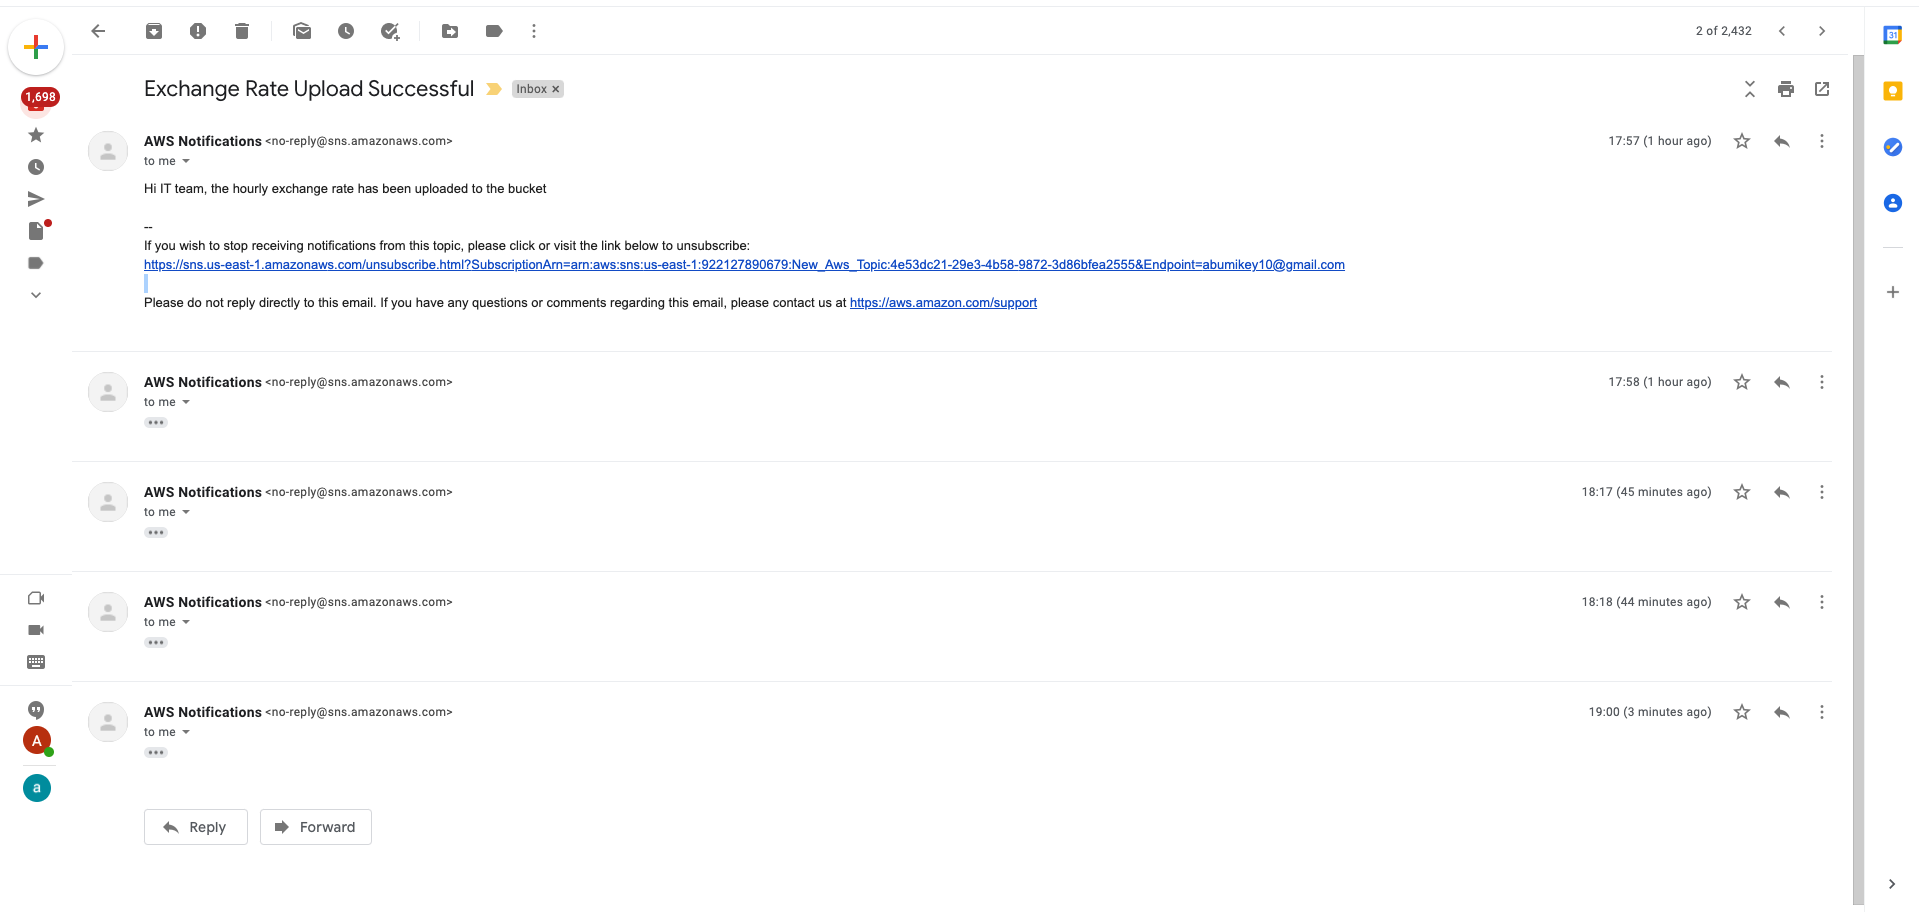 2 of 2,432
31
1,698
Exchange Rate Upload Successful Inbox ×
AWS Notifications <no-reply@sns.amazonaws.com> 17:57 (1 hour ago)
to me
Hi IT team, the hourly exchange rate has been uploaded to the bucket
--
If you wish to stop receiving notifications from this topic, please click or visit the link below to unsubscribe:
https://sns.us-east-1.amazonaws.com/unsubscribe.html?SubscriptionArn=arn:aws:sns:us-east-1:922127890679:New_Aws_Topic:4e53dc21-29e3-4b58-9872-3d86bfea2555&Endpoint=abumikey10@gmail.com
Please do not reply directly to this email. If you have any questions or comments regarding this email, please contact us at https://aws.amazon.com/support
AWS Notifications <no-reply@sns.amazonaws.com> 17:58 (1 hour ago)
to me
AWS Notifications <no-reply@sns.amazonaws.com> 18:17 (45 minutes ago)
to me
AWS Notifications <no-reply@sns.amazonaws.com> 18:18 (44 minutes ago)
to me
AWS Notifications <no-reply@sns.amazonaws.com> 19:00 (3 minutes ago)
to me
A
a
Reply Forward